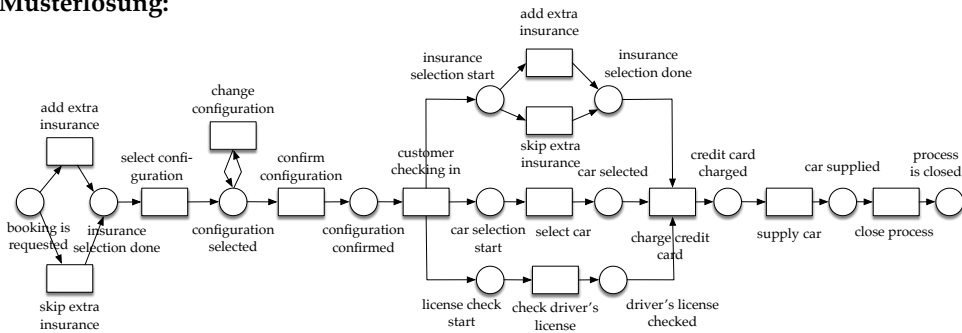 Musterlösung:
add extra
insurance
insurance
selection start
insurance
selection done
add extra
insurance
change
configuration
skip extra
insurance
select confi-
guration
confirm
configuration
customer
checking in
car selected
credit card
charged
car supplied
process
is closed
booking is
requested
insurance
selection done
configuration
selected
configuration
confirmed
car selection
start
select car
charge credit
card
supply car
close process
skip extra
insurance
license check
start
check driver's
license
driver's license
checked